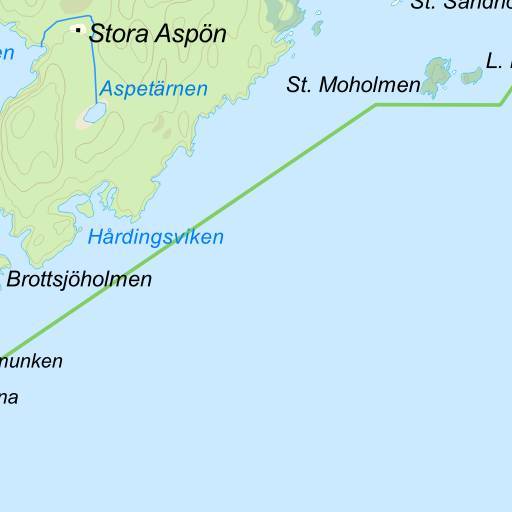 Stora Aspön
Aspetärnen
St. Moholmen
Hårdingsviken
Brottsjöholmen